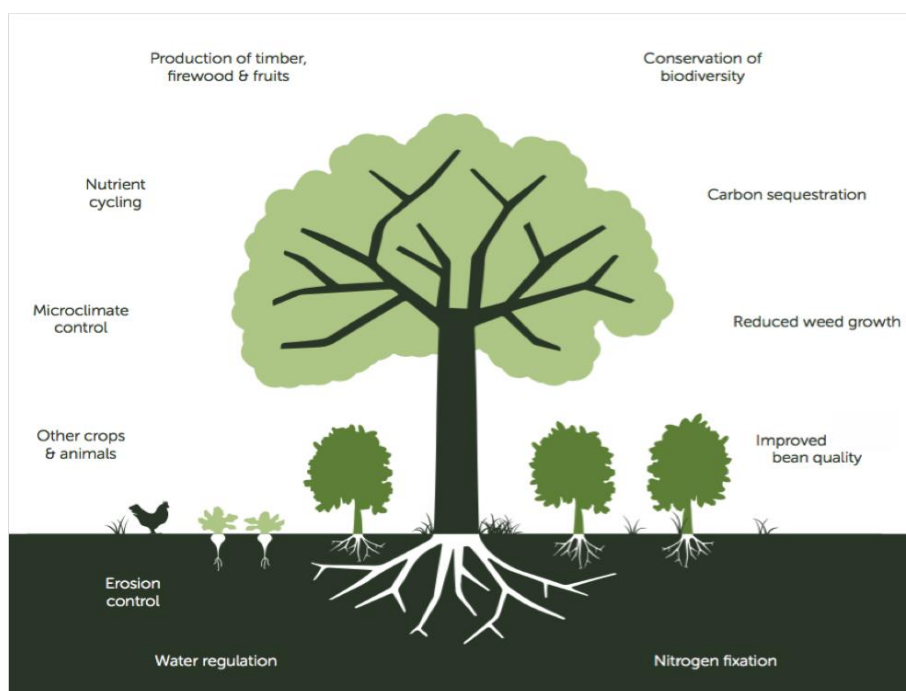 Production of timber,
firewood & fruits
Conservation of
biodiversity
Nutrient
cycling
Carbon sequestration
Microclimate
control
Reduced weed growth
Other crops
& animals
Improved
bean quality
Erosion
control
Water regulation
Nitrogen fixation